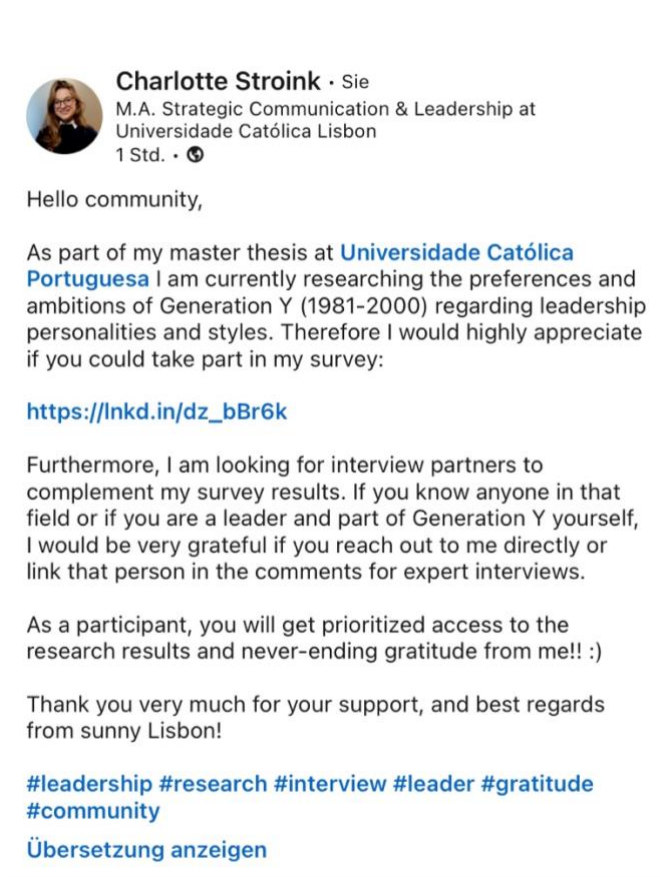 Charlotte Stroink · Sie
M.A. Strategic Communication & Leadership at
Universidade Católica Lisbon
1 Std. ·
Hello community,
As part of my master thesis at Universidade Católica
Portuguesa I am currently researching the preferences and
ambitions of Generation Y (1981-2000) regarding leadership
personalities and styles. Therefore I would highly appreciate
if you could take part in my survey:
https://lnkd.in/dz_bBr6k
Furthermore, I am looking for interview partners to
complement my survey results. If you know anyone in that
field or if you are a leader and part of Generation Y yourself,
I would be very grateful if you reach out to me directly or
link that person in the comments for expert interviews.
As a participant, you will get prioritized access to the
research results and never-ending gratitude from me!! :)
Thank you very much for your support, and best regards
from sunny Lisbon!
#leadership #research #interview #leader #gratitude
#community
Übersetzung anzeigen